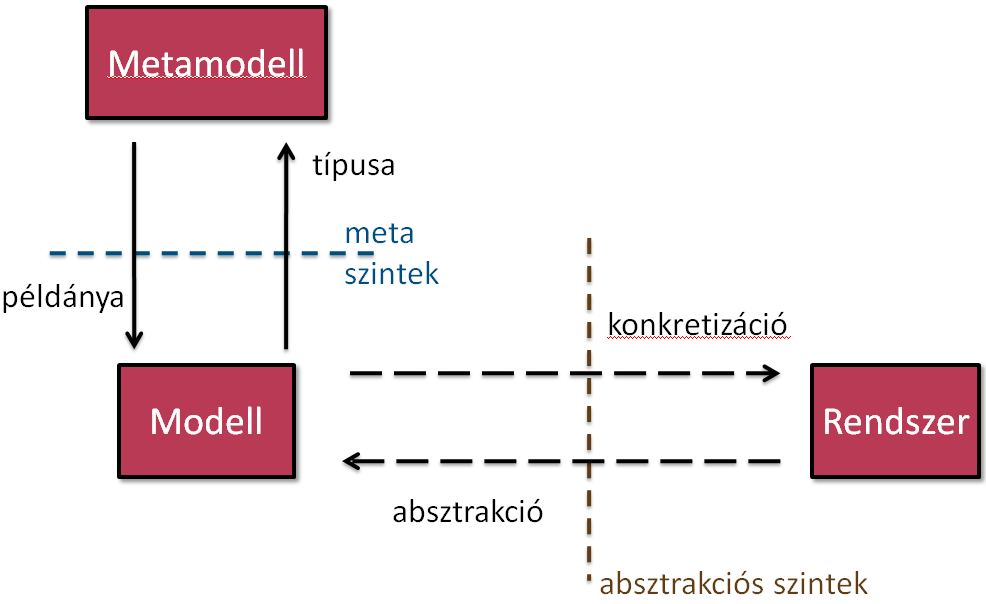 Metamodell
típusa
meta
szintek
példánya
konkretizáció
Modell
Rendszer
absztrakció
absztrakciós szintek